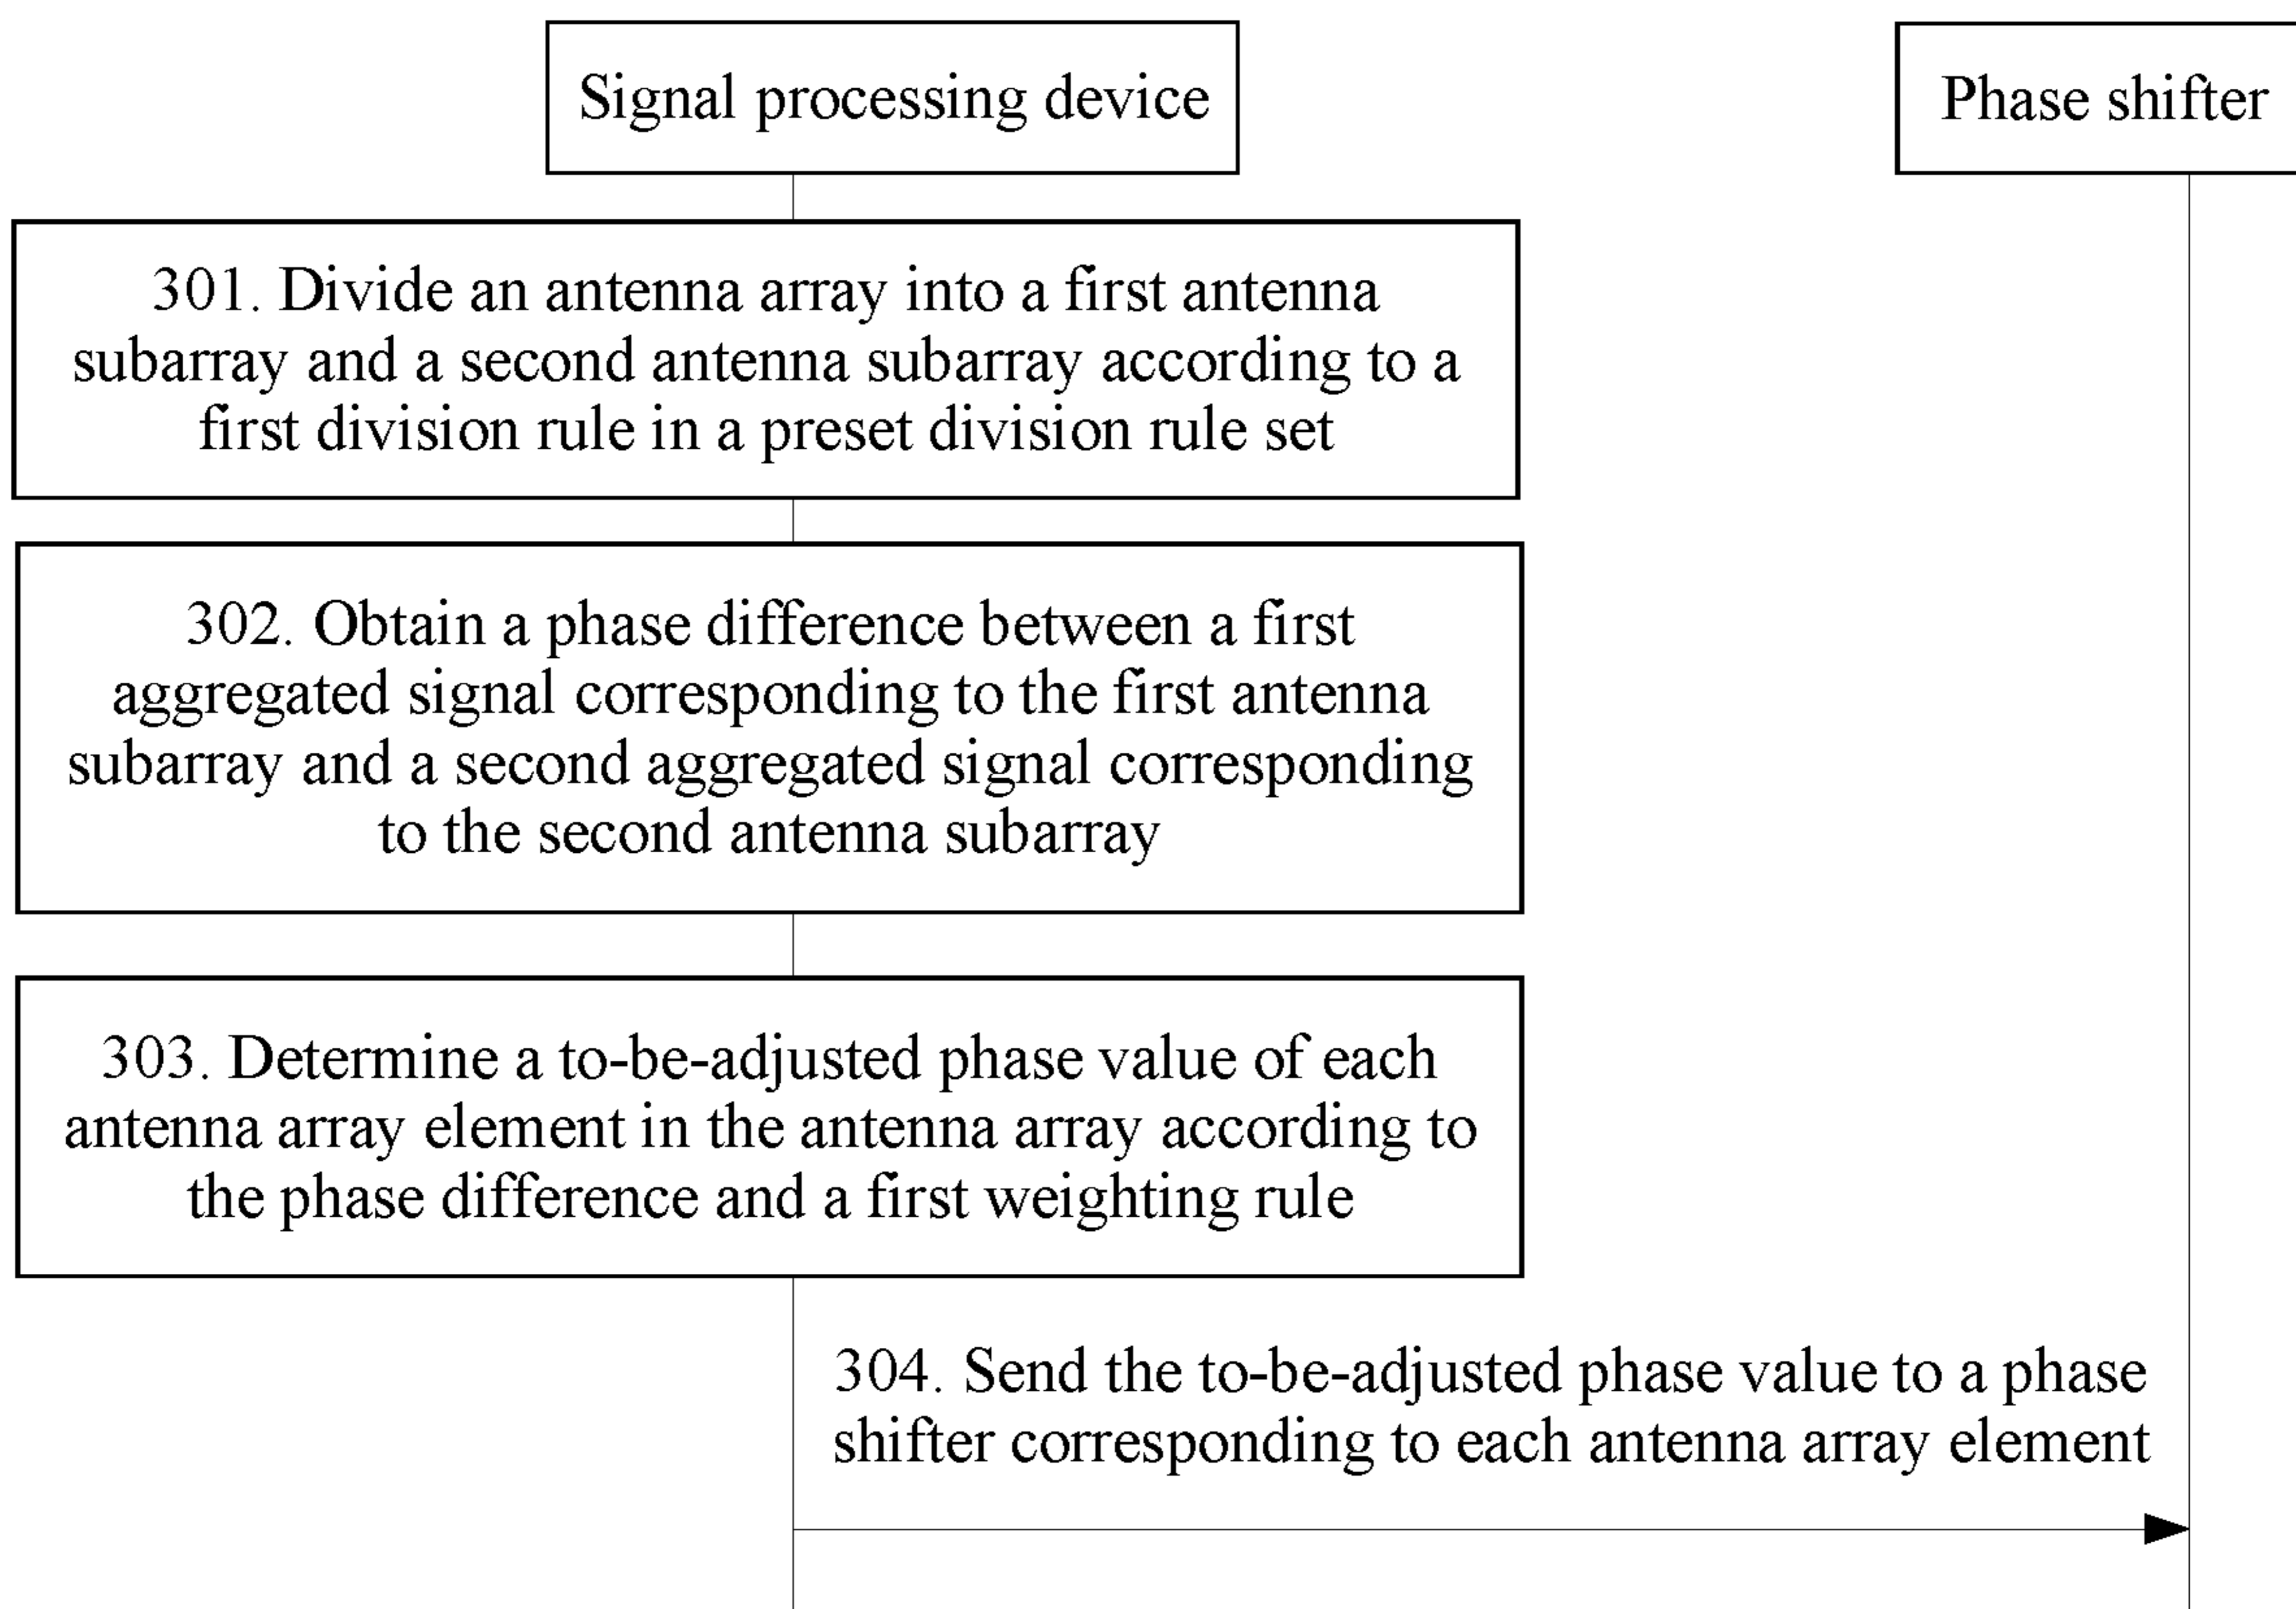 Signal processing device
Phase shifter
301. Divide an antenna array into a first antenna
subarray and a second antenna subarray according to a
first division rule in a preset division rule set
302. Obtain a phase difference between a first
aggregated signal corresponding to the first antenna
subarray and a second aggregated signal corresponding
to the second antenna subarray
303. Determine a to-be-adjusted phase value of each
antenna array element in the antenna array according to
the phase difference and a first weighting rule
304. Send the to-be-adjusted phase value to a phase
shifter corresponding to each antenna array element